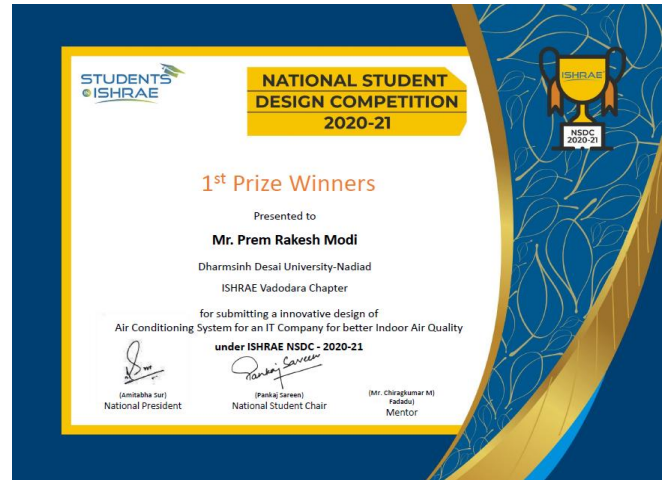 STUDENTS
@ISHRAE
NATIONAL STUDENT
DESIGN COMPETITION
2020-21
ISHRAE
NSDC
2020-21
1st Prize Winners
Presented to
Mr. Prem Rakesh Modi
Dharmsinh Desai University-Nadiad
ISHRAE Vadodara Chapter
for submitting a innovative design of
Air Conditioning System for an IT Company for better Indoor Air Quality
under ISHRAE NSDC - 2020-21
Pankaj Sareen
(Amitabha Sur)
National President
(Pankaj Sareen)
National Student Chair
(Mr. Chiragkumar M)
Fadadu)
Mentor